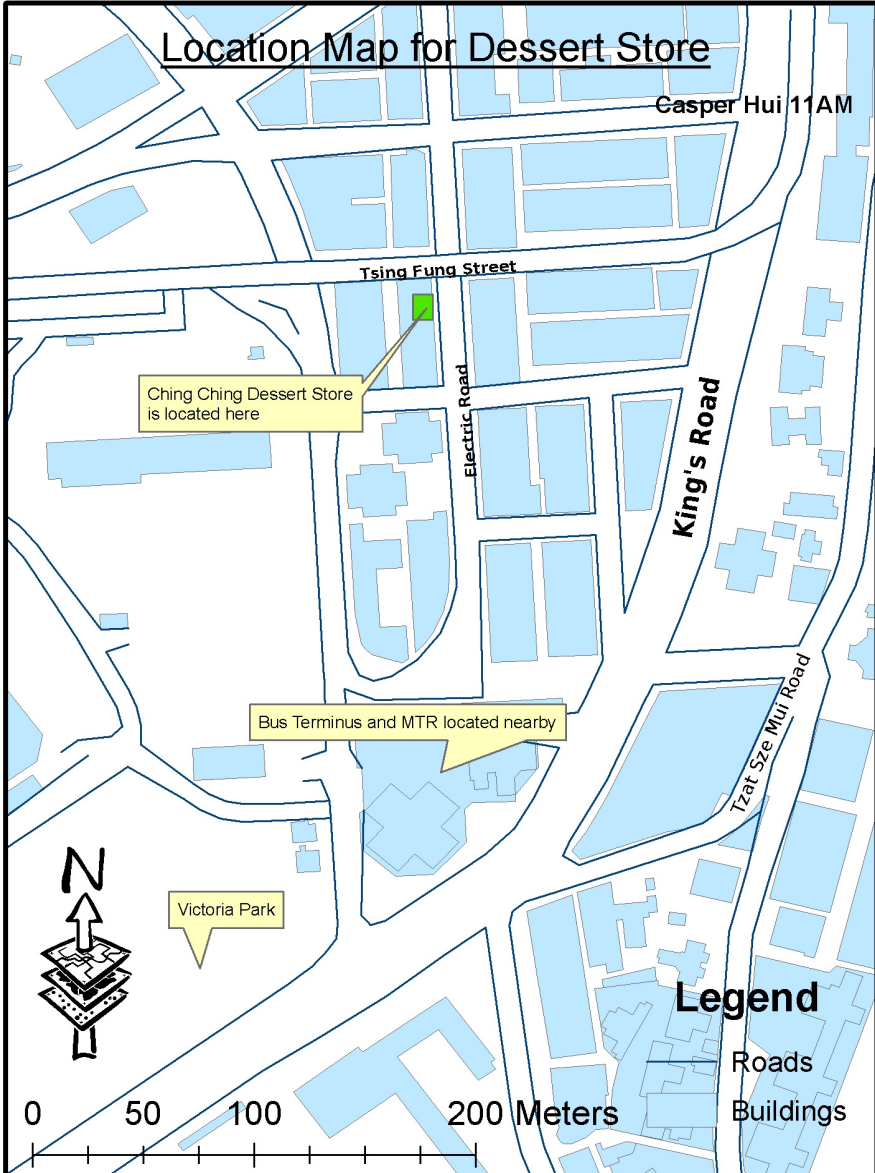 Location Map for Dessert Store
Casper Hui 11AM
Tsing Fung Street
Ching Ching Dessert Store
is located here
Electric Road
King's Road
Tzat Sze Mui Road
Bus Terminus and MTR located nearby
N
Victoria Park
Legend
Roads
Buildings
0 50 100 200 Meters